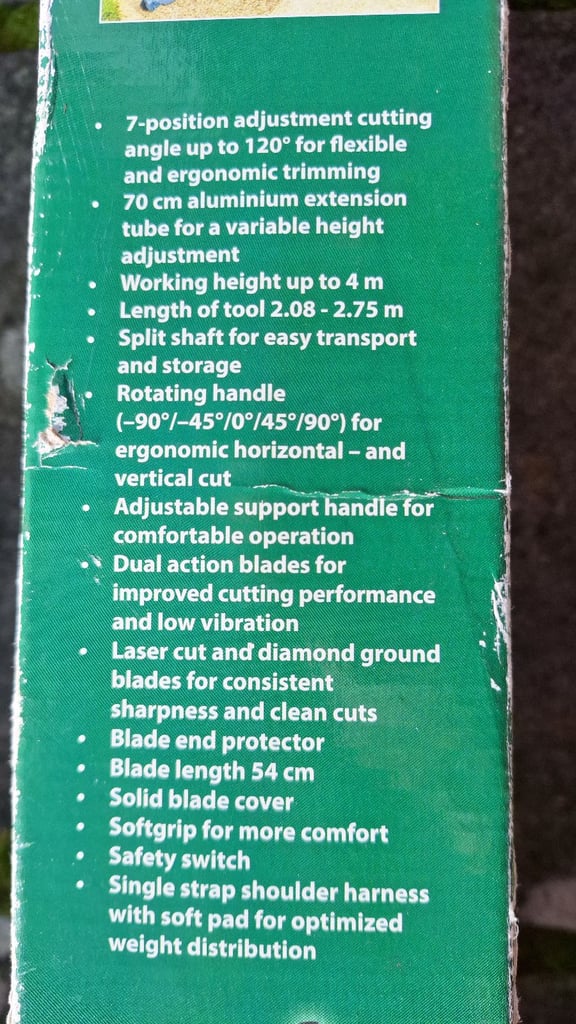 • 7-position adjustment cutting
angle up to 120° for flexible
and ergonomic trimming
• 70 cm aluminium extension
tube for a variable height
adjustment
• Working height up to 4 m
• Length of tool 2.08 - 2.75 m
• Split shaft for easy transport
and storage
• Rotating handle
(–90°/–45°/0°/45°/90°) for
ergonomic horizontal – and
vertical cut
• Adjustable support handle for
comfortable operation
• Dual action blades for
improved cutting performance
and low vibration
• Laser cut and diamond ground
blades for consistent
sharpness and clean cuts
• Blade end protector
• Blade length 54 cm
• Solid blade cover
• Softgrip for more comfort
• Safety switch
• Single strap shoulder harness
with soft pad for optimized
weight distribution